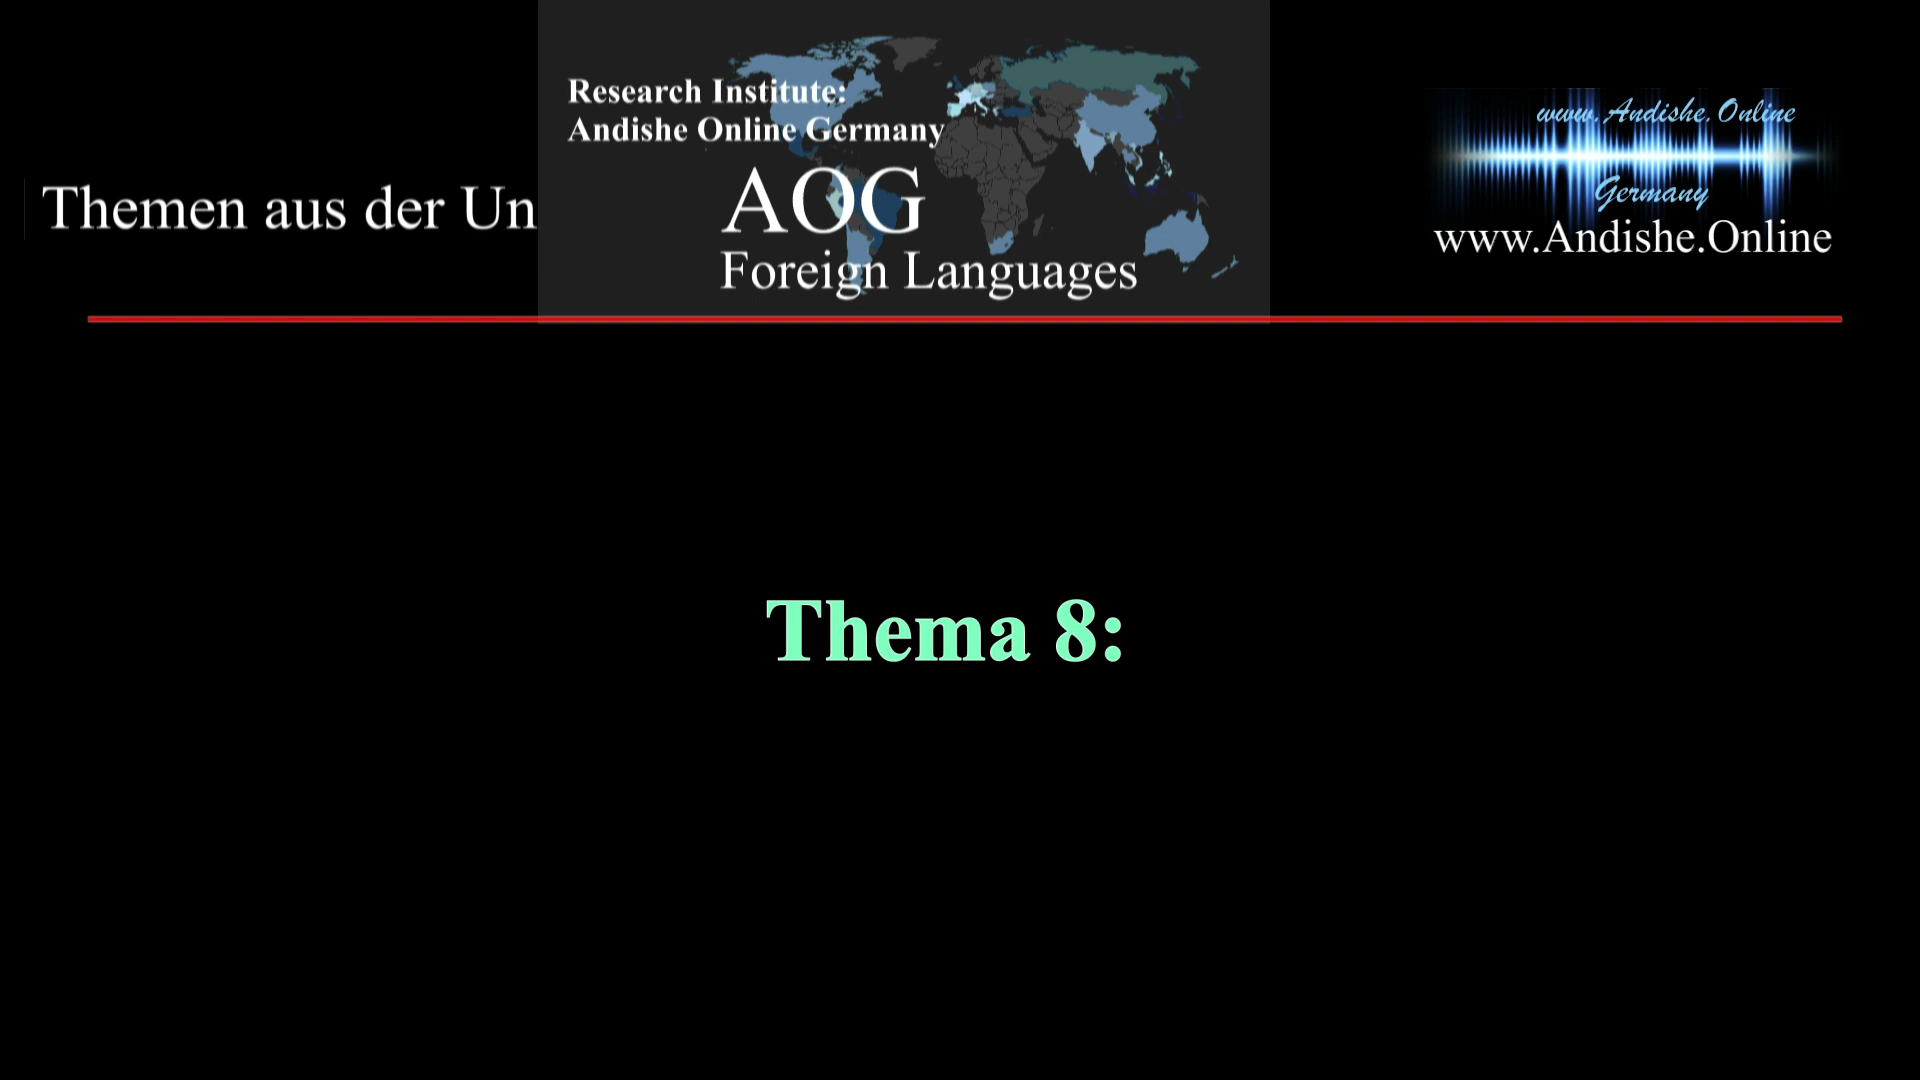 Themen aus der Un
Research Institute:
Andishe Online Germany
AOG
Foreign Languages
www.Andishe.Online
Germany
www.Andishe.Online
Thema 8: